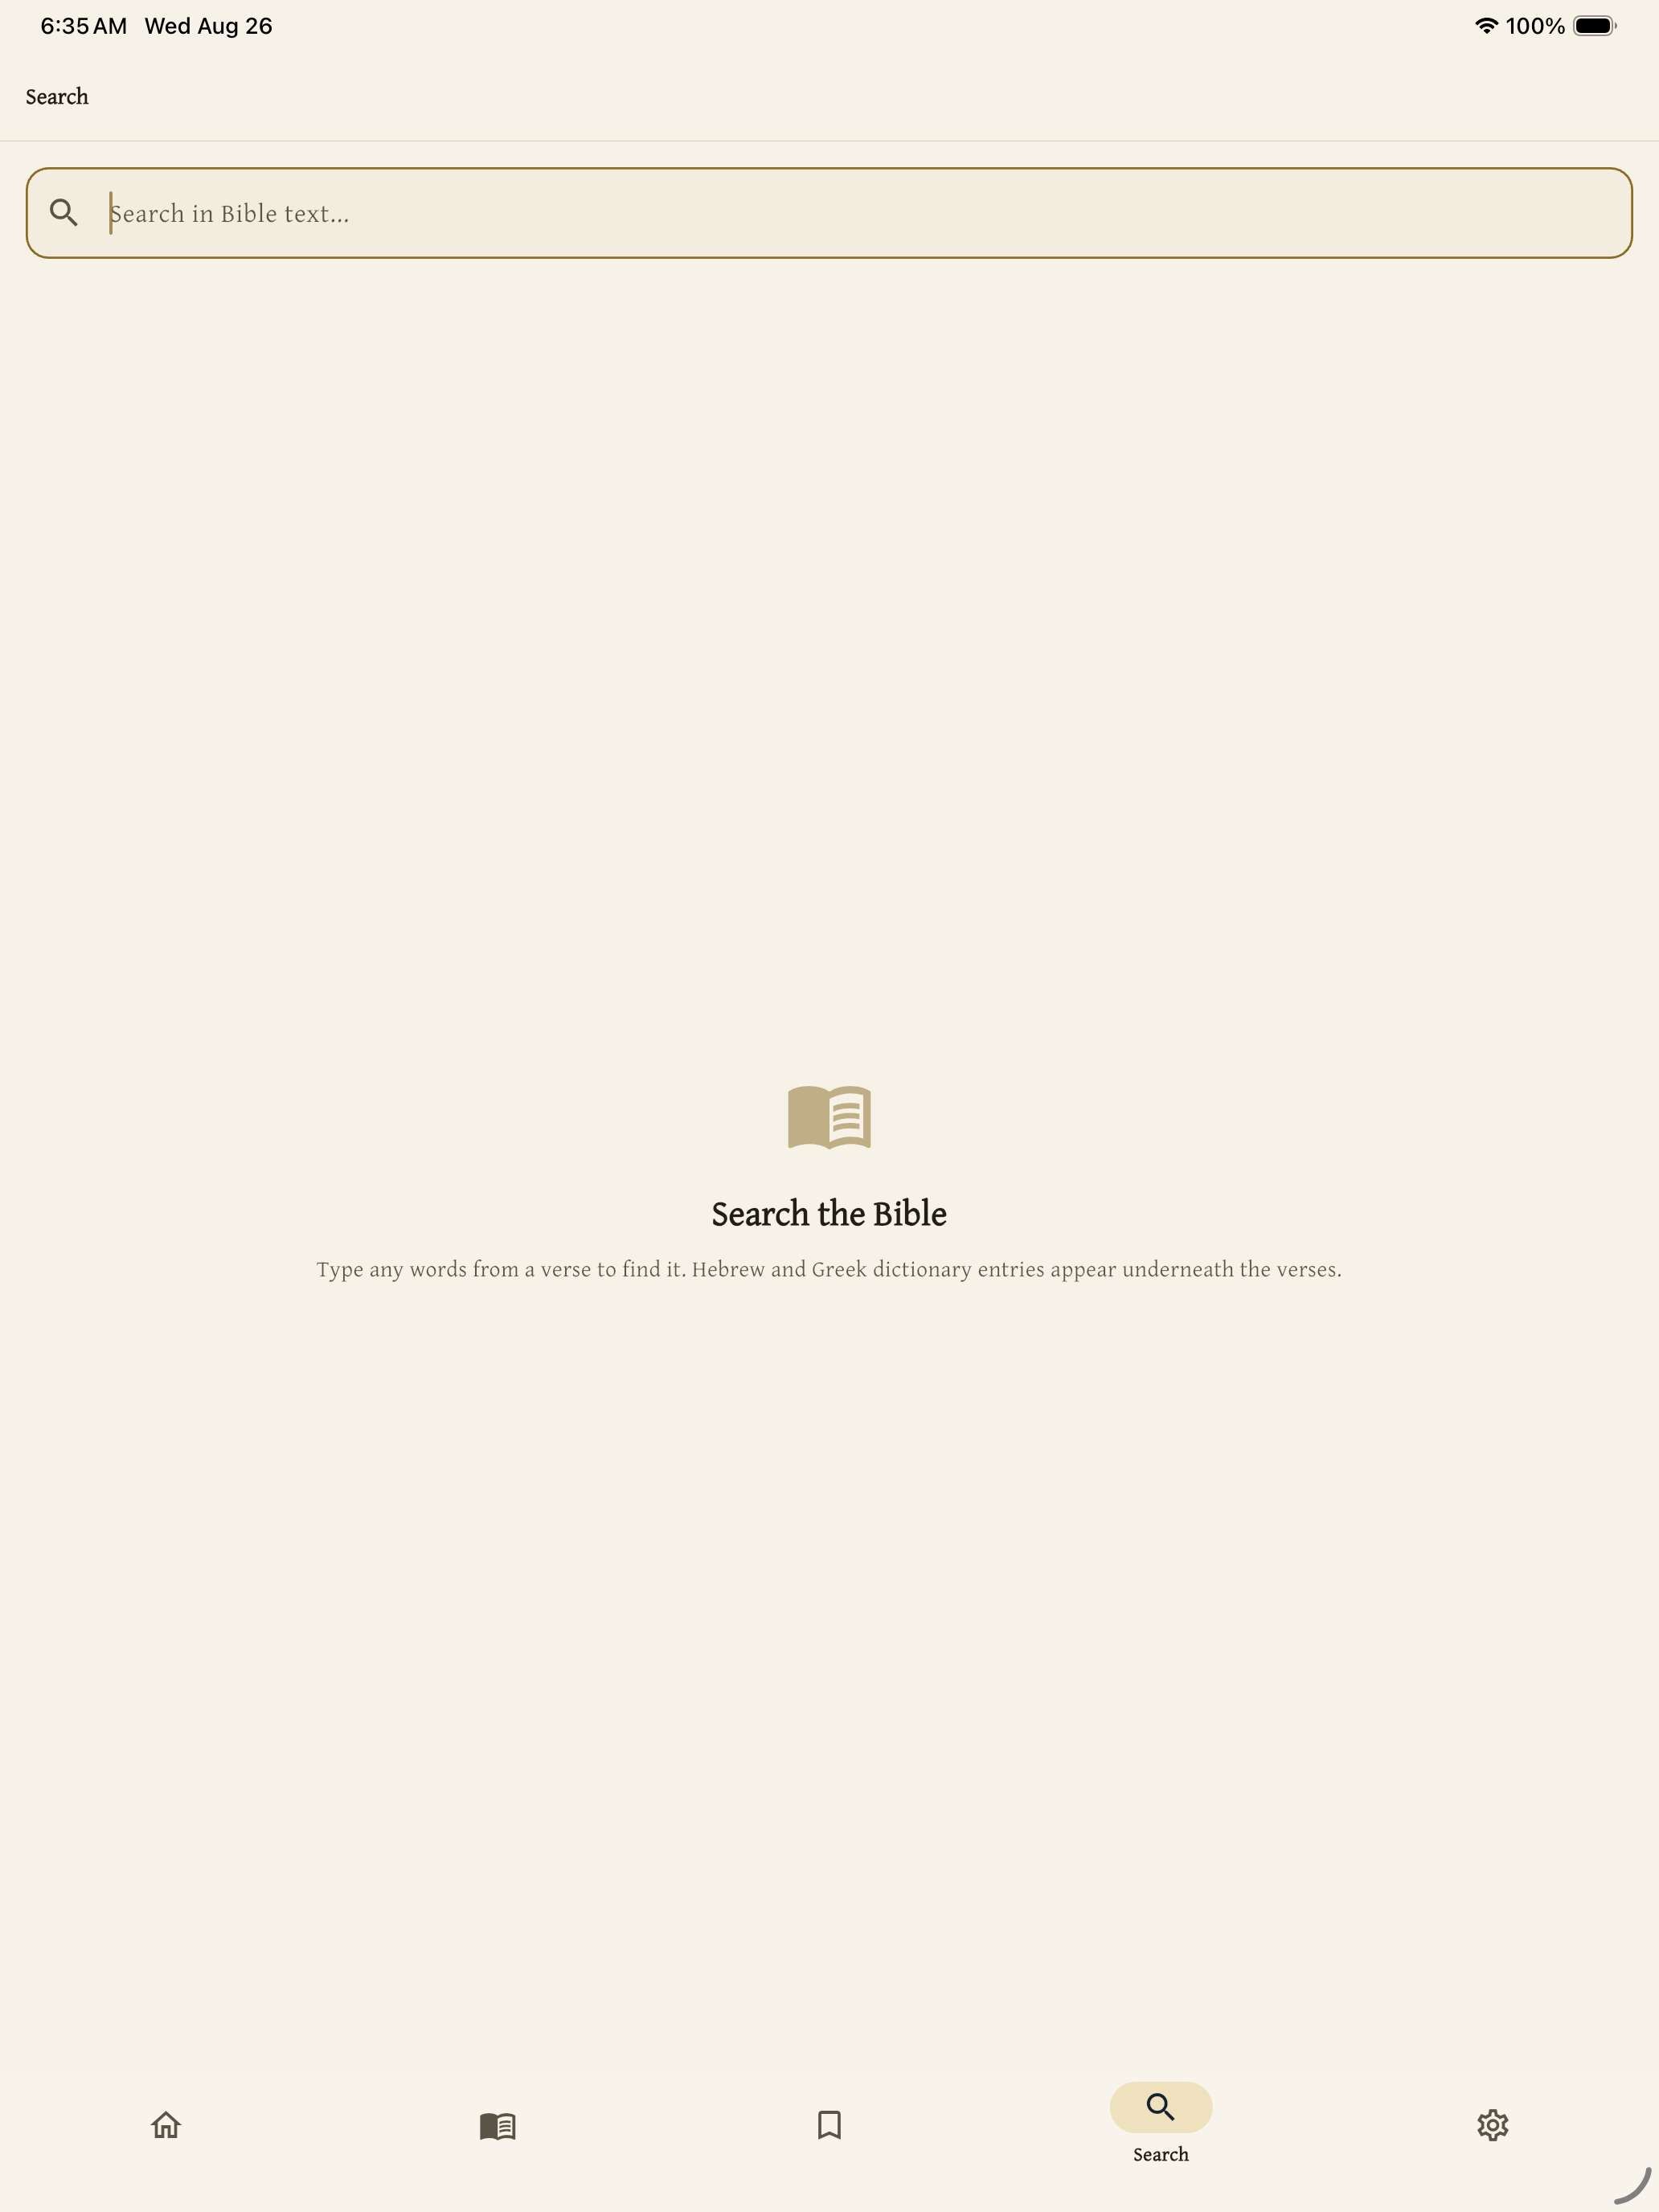 6:35 AM Wed Aug 26
100%
Search
Search in Bible text...
Search the Bible
Type any words from a verse to find it. Hebrew and Greek dictionary entries appear underneath the verses.
Search